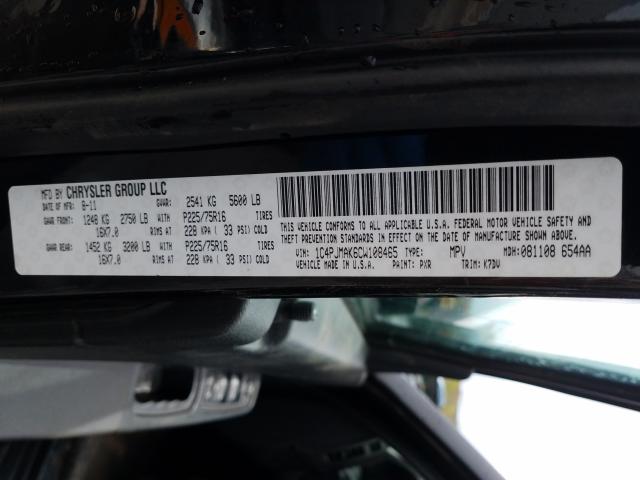 MFD BY CHRYSLER GROUP LLC
DATE OF MFR: 8-11 GVWR: 2541 KG 5600 LB
GAWR FRONT: 1248 KG 2750 LB WITH P225/75R16 TIRES
16X7.0 RIMS AT 228 KPA ( 33 PSI) COLD
GAWR REAR: 1452 KG 3200 LB WITH P225/75R16 TIRES
16X7.0 RIMS AT 228 KPA ( 33 PSI) COLD
THIS VEHICLE CONFORMS TO ALL APPLICABLE U.S.A. FEDERAL MOTOR VEHICLE SAFETY AND
THEFT PREVENTION STANDARDS IN EFFECT ON THE DATE OF MANUFACTURE SHOWN ABOVE.
VIN: 1C4PJMAK6CW108465 TYPE: MPV MDH: 081108 654AA
VEHICLE MADE IN U.S.A. PAINT: PXR TRIM: K7DV